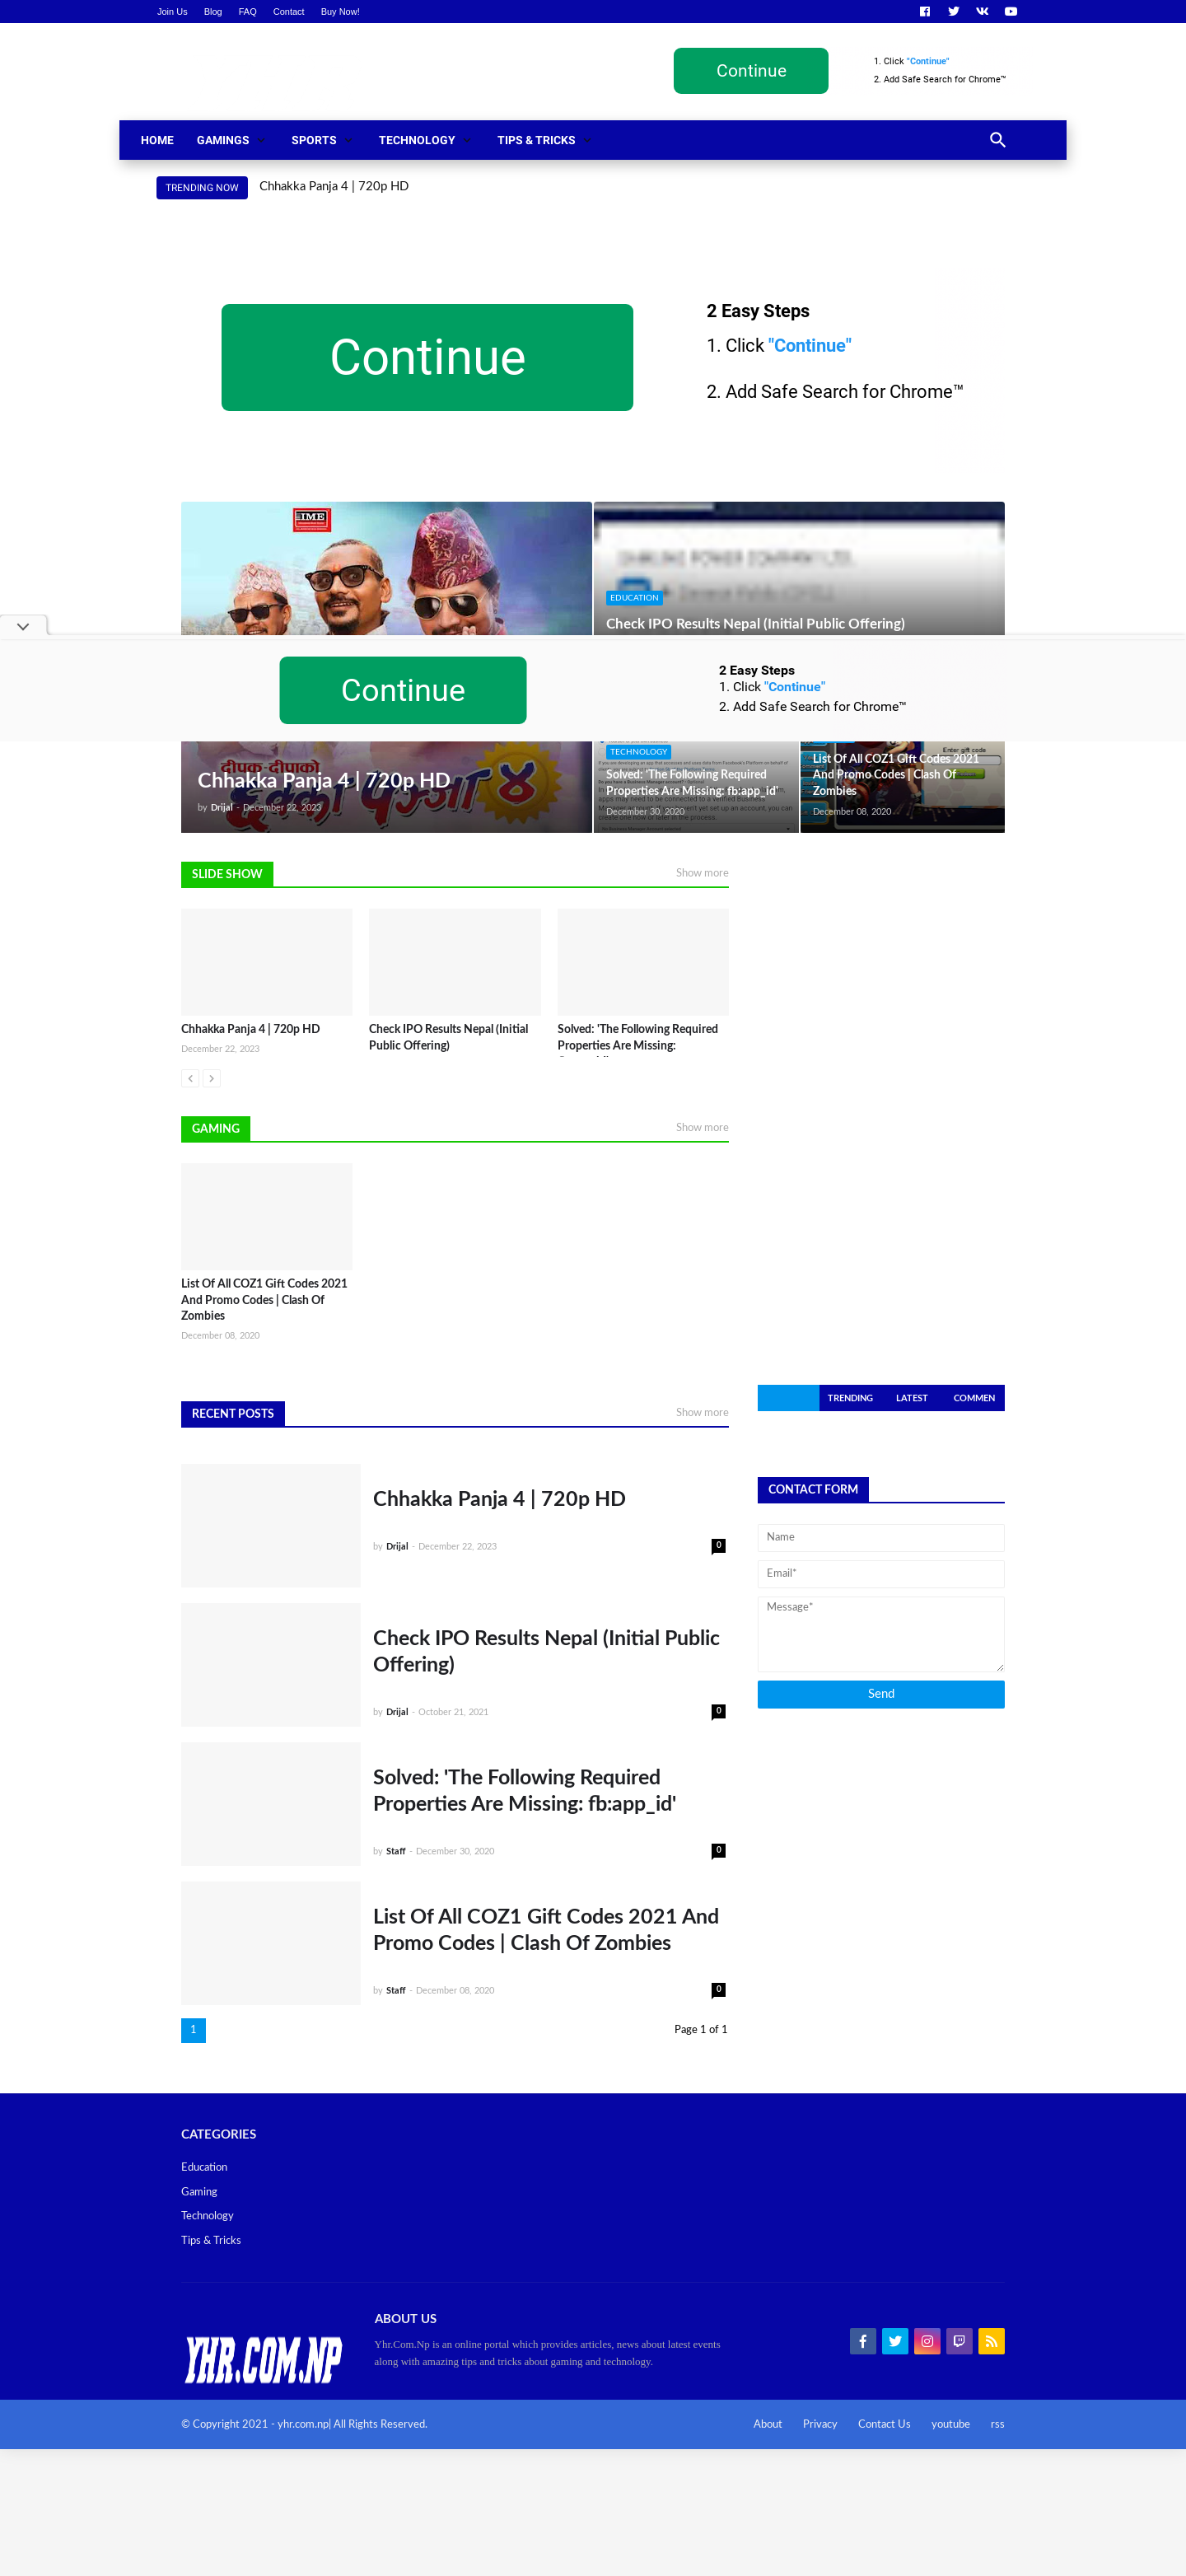 Join Us Blog FAQ Contact Buy Now!
Continue
1. Click "Continue"
2. Add Safe Search for Chrome™
HOME GAMINGS SPORTS TECHNOLOGY TIPS & TRICKS
TRENDING NOW Chhakka Panja 4 | 720p HD
Continue
2 Easy Steps
1. Click "Continue"
2. Add Safe Search for Chrome™
IME
EDUCATION
Check IPO Results Nepal (Initial Public Offering)
Continue
2 Easy Steps
1. Click "Continue"
2. Add Safe Search for Chrome™
दीपक-दीपाको
Chhakka Panja 4 | 720p HD
by Drijal - December 22, 2023
TECHNOLOGY
Solved: 'The Following Required
Properties Are Missing: fb:app_id'
December 30, 2020
Enter gift code
List Of All COZ1 Gift Codes 2021
And Promo Codes | Clash Of
Zombies
December 08, 2020
SLIDE SHOW Show more
Chhakka Panja 4 | 720p HD
December 22, 2023
Check IPO Results Nepal (Initial
Public Offering)
Solved: 'The Following Required
Properties Are Missing:
GAMING Show more
List Of All COZ1 Gift Codes 2021
And Promo Codes | Clash Of
Zombies
December 08, 2020
RECENT POSTS Show more
Chhakka Panja 4 | 720p HD
by Drijal - December 22, 2023 0
Check IPO Results Nepal (Initial Public
Offering)
by Drijal - October 21, 2021 0
Solved: 'The Following Required
Properties Are Missing: fb:app_id'
by Staff - December 30, 2020 0
List Of All COZ1 Gift Codes 2021 And
Promo Codes | Clash Of Zombies
by Staff - December 08, 2020 0
1 Page 1 of 1
TRENDING LATEST COMMEN
CONTACT FORM
Name
Email*
Message*
Send
CATEGORIES
Education
Gaming
Technology
Tips & Tricks
YHR.COM.NP
ABOUT US
Yhr.Com.Np is an online portal which provides articles, news about latest events
along with amazing tips and tricks about gaming and technology.
© Copyright 2021 - yhr.com.np| All Rights Reserved.
About Privacy Contact Us youtube rss